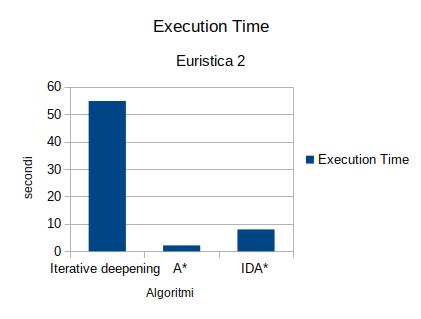 Execution Time
Euristica 2
60
50
40
30
20
10
0
secondi
Iterative deepening A* IDA*
Algoritmi
Execution Time